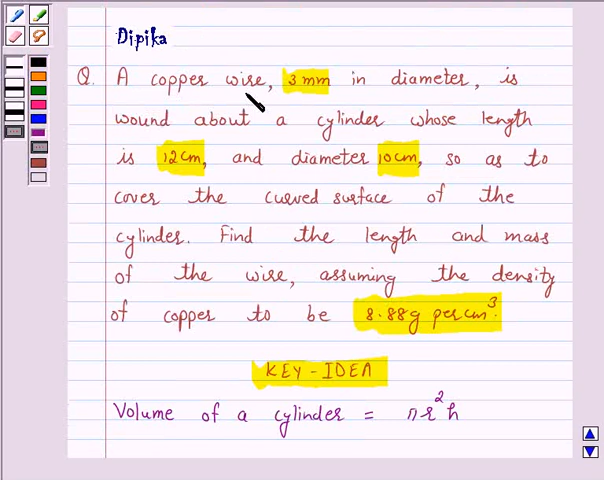 Dipika
Q. A copper wire, 3 mm in diameter, is
wound about a cylinder whose length
is 12cm, and diameter 10cm, so as to
cover the curved surface of the
cylinder. Find the length and mass
of the wire, assuming the density
of copper to be 8.88g per cm³.
KEY-IDEA
Volume of a cylinder = πr²h